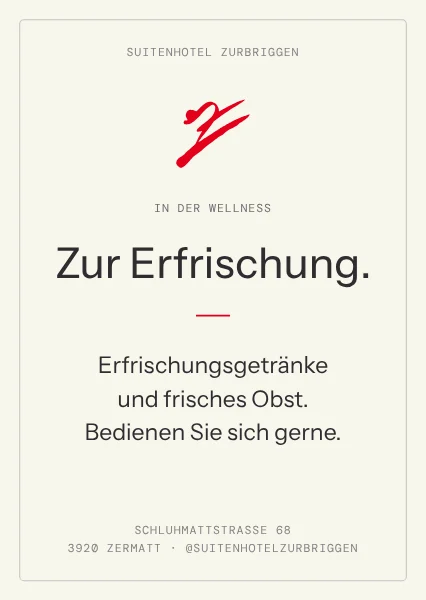 SUITENHOTEL ZURBRIGGEN
IN DER WELLNESS
Zur Erfrischung.
Erfrischungsgetränke
und frisches Obst.
Bedienen Sie sich gerne.
SCHLUHMATTSTRASSE 68
3920 ZERMATT · @SUITENHOTELZURBRIGGEN